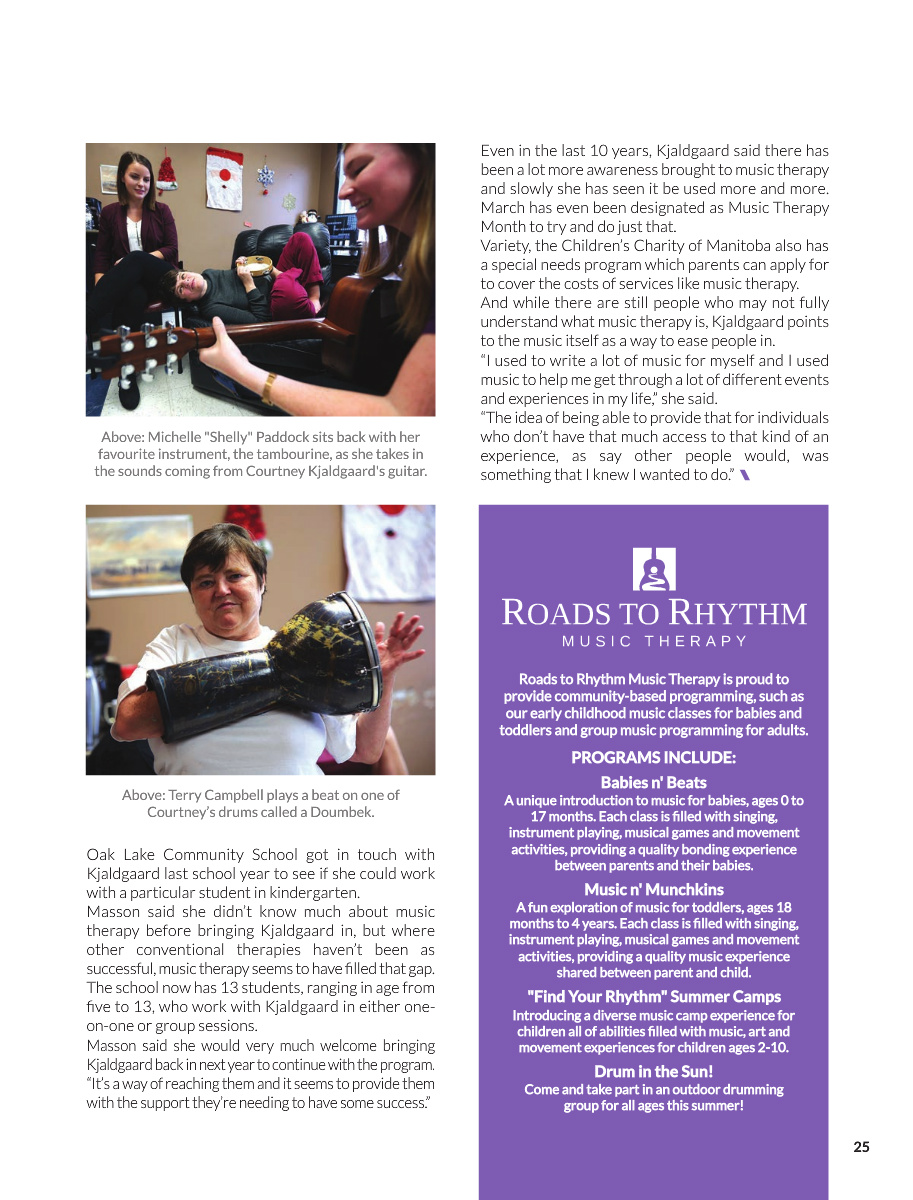 Above: Michelle "Shelly" Paddock sits back with her
favourite instrument, the tambourine, as she takes in
the sounds coming from Courtney Kjaldgaard's guitar.
Above: Terry Campbell plays a beat on one of
Courtney’s drums called a Doumbek.
Oak Lake Community School got in touch with
Kjaldgaard last school year to see if she could work
with a particular student in kindergarten.
Masson said she didn’t know much about music
therapy before bringing Kjaldgaard in, but where
other conventional therapies haven’t been as
successful, music therapy seems to have filled that gap.
The school now has 13 students, ranging in age from
five to 13, who work with Kjaldgaard in either one-
on-one or group sessions.
Masson said she would very much welcome bringing
Kjaldgaard back in next year to continue with the program.
“It’s a way of reaching them and it seems to provide them
with the support they’re needing to have some success.”
Even in the last 10 years, Kjaldgaard said there has
been a lot more awareness brought to music therapy
and slowly she has seen it be used more and more.
March has even been designated as Music Therapy
Month to try and do just that.
Variety, the Children’s Charity of Manitoba also has
a special needs program which parents can apply for
to cover the costs of services like music therapy.
And while there are still people who may not fully
understand what music therapy is, Kjaldgaard points
to the music itself as a way to ease people in.
“I used to write a lot of music for myself and I used
music to help me get through a lot of different events
and experiences in my life,” she said.
“The idea of being able to provide that for individuals
who don’t have that much access to that kind of an
experience, as say other people would, was
something that I knew I wanted to do.”
ROADS TO RHYTHM
MUSIC THERAPY
Roads to Rhythm Music Therapy is proud to
provide community-based programming, such as
our early childhood music classes for babies and
toddlers and group music programming for adults.
PROGRAMS INCLUDE:
Babies n' Beats
A unique introduction to music for babies, ages 0 to
17 months. Each class is filled with singing,
instrument playing, musical games and movement
activities, providing a quality bonding experience
between parents and their babies.
Music n' Munchkins
A fun exploration of music for toddlers, ages 18
months to 4 years. Each class is filled with singing,
instrument playing, musical games and movement
activities, providing a quality music experience
shared between parent and child.
"Find Your Rhythm" Summer Camps
Introducing a diverse music camp experience for
children all of abilities filled with music, art and
movement experiences for children ages 2-10.
Drum in the Sun!
Come and take part in an outdoor drumming
group for all ages this summer!
25